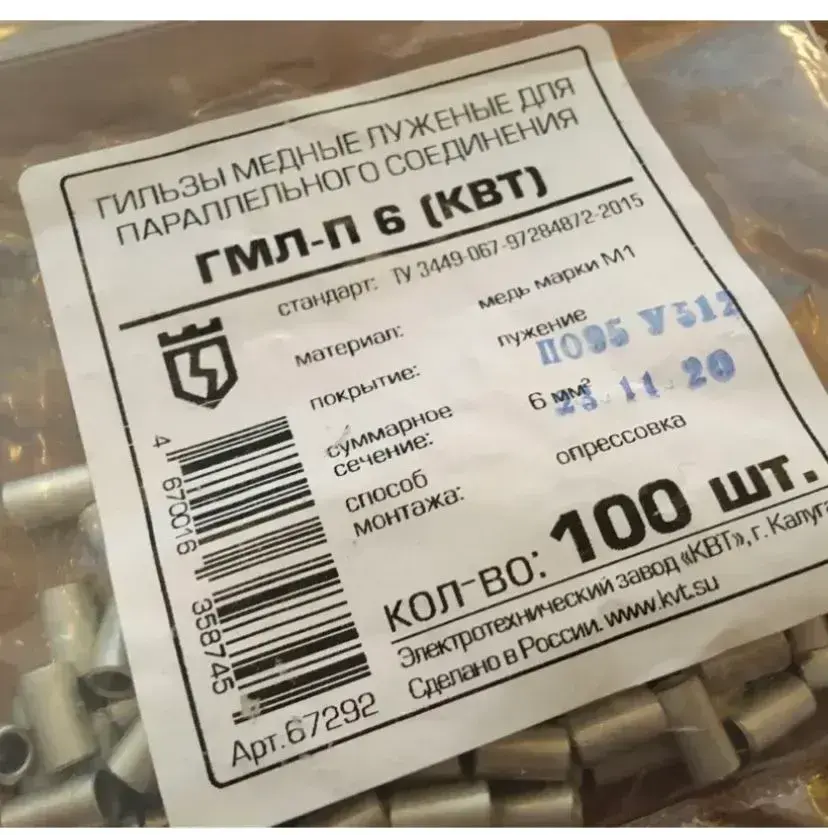 ГИЛЬЗЫ МЕДНЫЕ ЛУЖЕНЫЕ ДЛЯ
ПАРАЛЛЕЛЬНОГО СОЕДИНЕНИЯ
ГМЛ-П 6 (КВТ)
стандарт: ТУ 3449-067-97284872-2015
материал: медь марки М1
покрытие: лужение
П095 У512
суммарное
сечение: 6 мм²
23.11.20
способ
монтажа: опрессовка
КОЛ-ВО: 100 шт.
Электротехнический завод «КВТ», г. Калуга
Сделано в России. www.kvt.su
4 670016 358745
Арт.67292